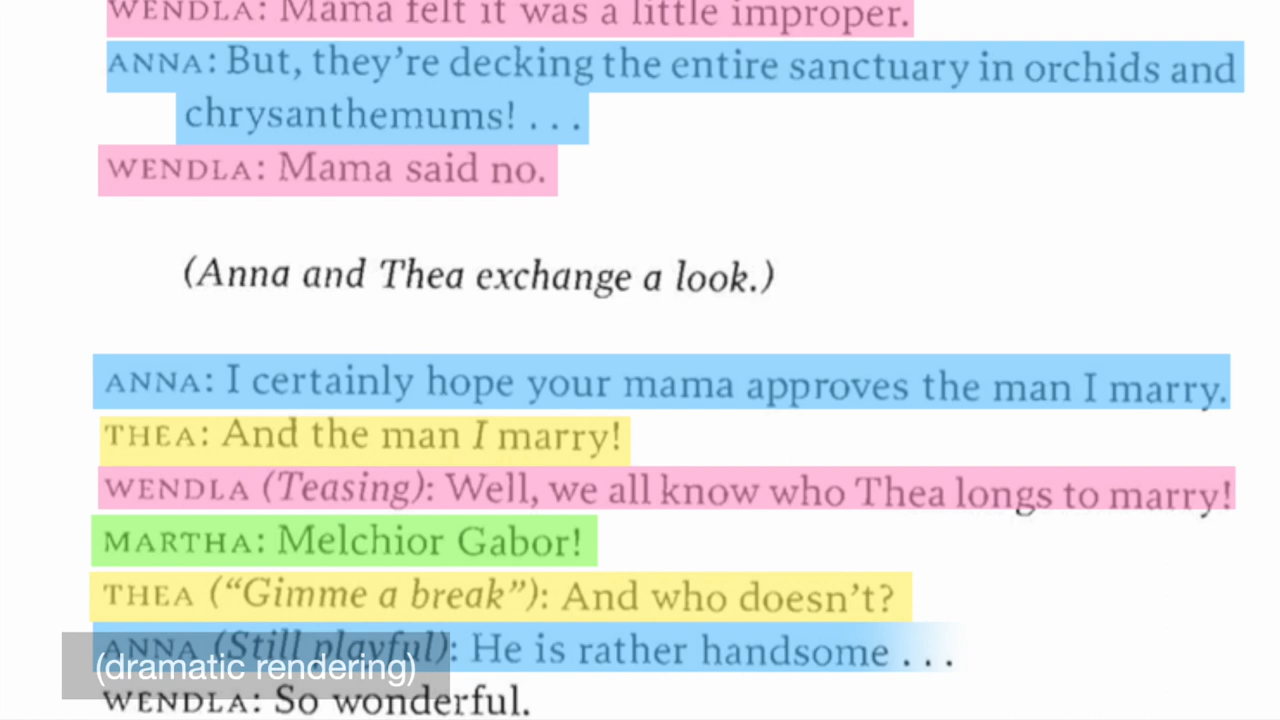 WENDLA: Mama felt it was a little improper.
ANNA: But, they're decking the entire sanctuary in orchids and
chrysanthemums! . . .
WENDLA: Mama said no.
(Anna and Thea exchange a look.)
ANNA: I certainly hope your mama approves the man I marry.
THEA: And the man I marry!
WENDLA (Teasing): Well, we all know who Thea longs to marry!
MARTHA: Melchior Gabor!
THEA ("Gimme a break"): And who doesn't?
ANNA (Still playful): He is rather handsome . . .
(dramatic rendering)
WENDLA: So wonderful.